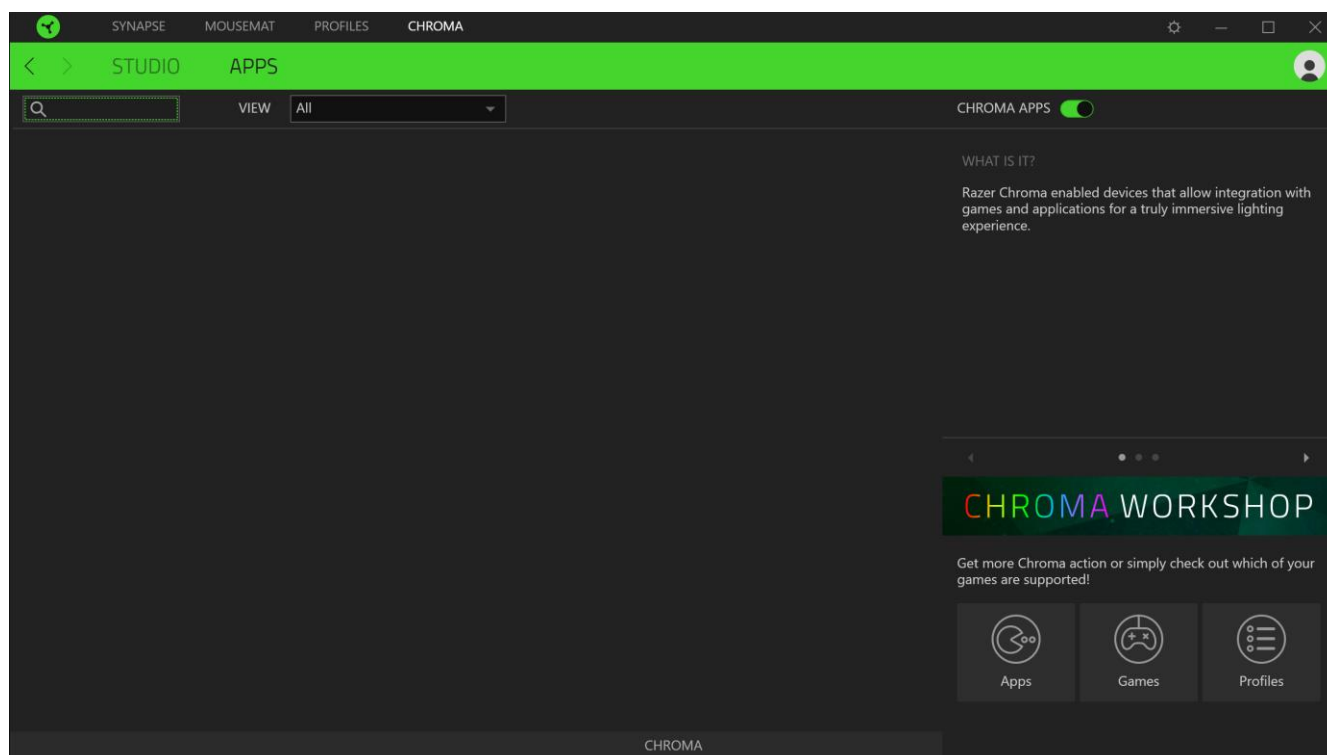 SYNAPSE MOUSEMAT PROFILES CHROMA
STUDIO APPS
VIEW All
CHROMA APPS
WHAT IS IT?
Razer Chroma enabled devices that allow integration with
games and applications for a truly immersive lighting
experience.
CHROMA WORKSHOP
Get more Chroma action or simply check out which of your
games are supported!
Apps Games Profiles
CHROMA